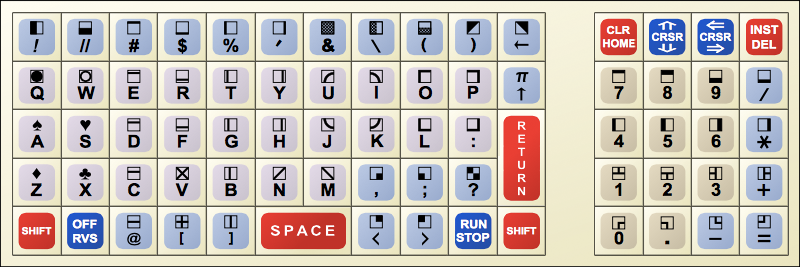 ! // # $ % ' & \ ( ) ← CLR HOME ⇑ CRSR ⇓ ⇐ CRSR ⇒ INST DEL
Q W E R T Y U I O P π ↑ 7 8 9 /
A S D F G H J K L : RETURN 4 5 6 *
Z X C V B N M , ; ? 1 2 3 +
SHIFT OFF RVS @ [ ] SPACE < > RUN STOP SHIFT 0 . − =